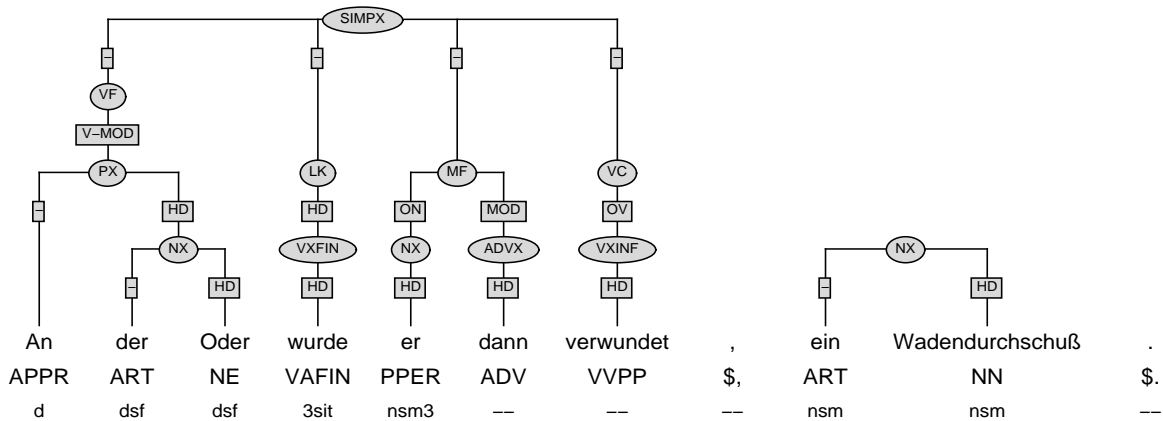 SIMPX
– – – –
VF
V–MOD
PX LK MF VC
– HD HD ON MOD OV
NX VXFIN NX ADVX VXINF NX
– HD HD HD HD HD – HD
An der Oder wurde er dann verwundet , ein Wadendurchschuß .
APPR ART NE VAFIN PPER ADV VVPP $, ART NN $.
d dsf dsf 3sit nsm3 –– –– –– nsm nsm ––